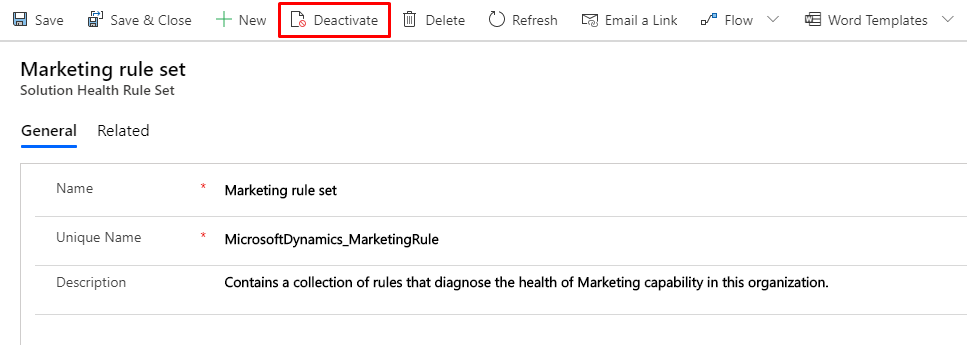 Save Save & Close New Deactivate Delete Refresh Email a Link Flow Word Templates
Marketing rule set
Solution Health Rule Set
General Related
Name * Marketing rule set
Unique Name * MicrosoftDynamics_MarketingRule
Description Contains a collection of rules that diagnose the health of Marketing capability in this organization.